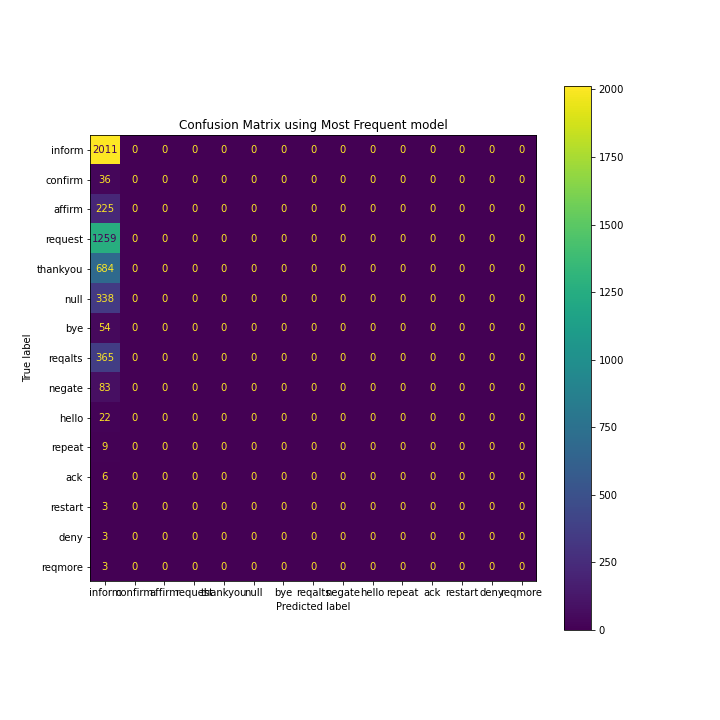 Confusion Matrix using Most Frequent model
True label
inform 2011 0 0 0 0 0 0 0 0 0 0 0 0 0 0
confirm 36 0 0 0 0 0 0 0 0 0 0 0 0 0 0
affirm 225 0 0 0 0 0 0 0 0 0 0 0 0 0 0
request 1259 0 0 0 0 0 0 0 0 0 0 0 0 0 0
thankyou 684 0 0 0 0 0 0 0 0 0 0 0 0 0 0
null 338 0 0 0 0 0 0 0 0 0 0 0 0 0 0
bye 54 0 0 0 0 0 0 0 0 0 0 0 0 0 0
reqalts 365 0 0 0 0 0 0 0 0 0 0 0 0 0 0
negate 83 0 0 0 0 0 0 0 0 0 0 0 0 0 0
hello 22 0 0 0 0 0 0 0 0 0 0 0 0 0 0
repeat 9 0 0 0 0 0 0 0 0 0 0 0 0 0 0
ack 6 0 0 0 0 0 0 0 0 0 0 0 0 0 0
restart 3 0 0 0 0 0 0 0 0 0 0 0 0 0 0
deny 3 0 0 0 0 0 0 0 0 0 0 0 0 0 0
reqmore 3 0 0 0 0 0 0 0 0 0 0 0 0 0 0
inform confirm affirm request thankyou null bye reqalts negate hello repeat ack restart deny reqmore
Predicted label
2000
1750
1500
1250
1000
750
500
250
0